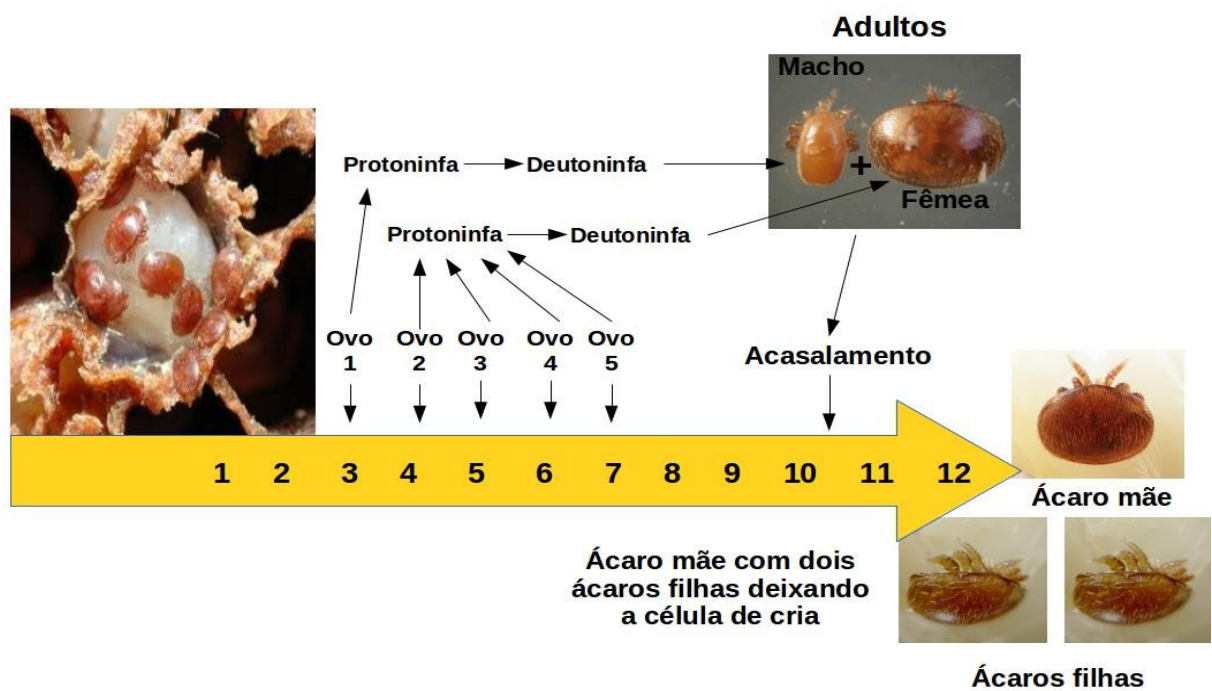 Adultos
Macho
Fêmea
Protoninfa Deutoninfa
+
Protoninfa Deutoninfa
Ovo 1
Ovo 2
Ovo 3
Ovo 4
Ovo 5
Acasalamento
1 2 3 4 5 6 7 8 9 10 11 12
Ácaro mãe
Ácaro mãe com dois
ácaros filhas deixando
a célula de cria
Ácaros filhas